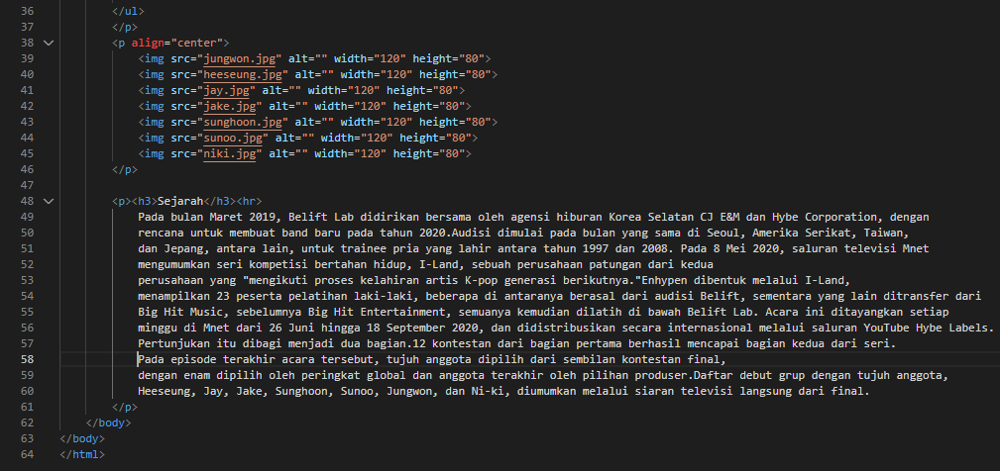 36 </ul>
37 </p>
38 <p align="center">
39 <img src="jungwon.jpg" alt="" width="120" height="80">
40 <img src="heeseung.jpg" alt="" width="120" height="80">
41 <img src="jay.jpg" alt="" width="120" height="80">
42 <img src="jake.jpg" alt="" width="120" height="80">
43 <img src="sunghoon.jpg" alt="" width="120" height="80">
44 <img src="sunoo.jpg" alt="" width="120" height="80">
45 <img src="niki.jpg" alt="" width="120" height="80">
46 </p>
47
48 <p><h3>Sejarah</h3><hr>
49 Pada bulan Maret 2019, Belift Lab didirikan bersama oleh agensi hiburan Korea Selatan CJ E&M dan Hybe Corporation, dengan
50 rencana untuk membuat band baru pada tahun 2020.Audisi dimulai pada bulan yang sama di Seoul, Amerika Serikat, Taiwan,
51 dan Jepang, antara lain, untuk trainee pria yang lahir antara tahun 1997 dan 2008. Pada 8 Mei 2020, saluran televisi Mnet
52 mengumumkan seri kompetisi bertahan hidup, I-Land, sebuah perusahaan patungan dari kedua
53 perusahaan yang "mengikuti proses kelahiran artis K-pop generasi berikutnya."Enhypen dibentuk melalui I-Land,
54 menampilkan 23 peserta pelatihan laki-laki, beberapa di antaranya berasal dari audisi Belift, sementara yang lain ditransfer dari
55 Big Hit Music, sebelumnya Big Hit Entertainment, semuanya kemudian dilatih di bawah Belift Lab. Acara ini ditayangkan setiap
56 minggu di Mnet dari 26 Juni hingga 18 September 2020, dan didistribusikan secara internasional melalui saluran YouTube Hybe Labels.
57 Pertunjukan itu dibagi menjadi dua bagian.12 kontestan dari bagian pertama berhasil mencapai bagian kedua dari seri.
58 Pada episode terakhir acara tersebut, tujuh anggota dipilih dari sembilan kontestan final,
59 dengan enam dipilih oleh peringkat global dan anggota terakhir oleh pilihan produser.Daftar debut grup dengan tujuh anggota,
60 Heeseung, Jay, Jake, Sunghoon, Sunoo, Jungwon, dan Ni-ki, diumumkan melalui siaran televisi langsung dari final.
61 </p>
62 </body>
63 </body>
64 </html>